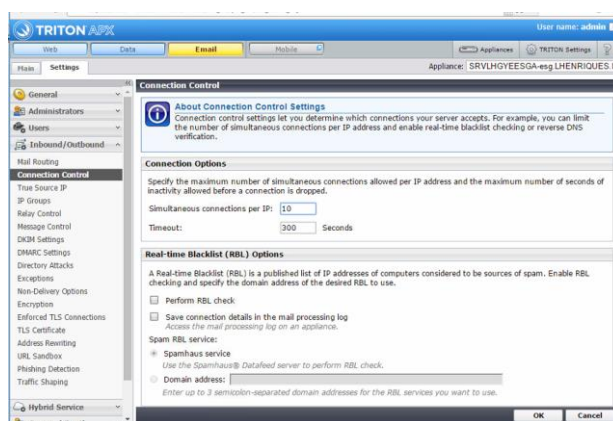 TRITON APX
User name: admin
Web Data Email Mobile Appliances TRITON Settings
Main Settings Appliance: SRVLHGYEESGA-esg.LHENRIQUES.
General
Administrators
Users
Inbound/Outbound
Mail Routing
Connection Control
True Source IP
IP Groups
Relay Control
Message Control
DKIM Settings
DMARC Settings
Directory Attacks
Exceptions
Non-Delivery Options
Encryption
Enforced TLS Connections
TLS Certificate
Address Rewriting
URL Sandbox
Phishing Detection
Traffic Shaping
Hybrid Service
Connection Control
About Connection Control Settings
Connection control settings let you determine which connections your server accepts. For example, you can limit
the number of simultaneous connections per IP address and enable real-time blacklist checking or reverse DNS
verification.
Connection Options
Specify the maximum number of simultaneous connections allowed per IP address and the maximum number of seconds of
inactivity allowed before a connection is dropped.
Simultaneous connections per IP: 10
Timeout: 300 Seconds
Real-time Blacklist (RBL) Options
A Real-time Blacklist (RBL) is a published list of IP addresses of computers considered to be sources of spam. Enable RBL
checking and specify the domain address of the desired RBL to use.
Perform RBL check
Save connection details in the mail processing log
Access the mail processing log on an appliance.
Spam RBL service:
Spamhaus service
Use the Spamhaus® Datafeed server to perform RBL check.
Domain address:
Enter up to 3 semicolon-separated domain addresses for the RBL services you want to use.
OK Cancel